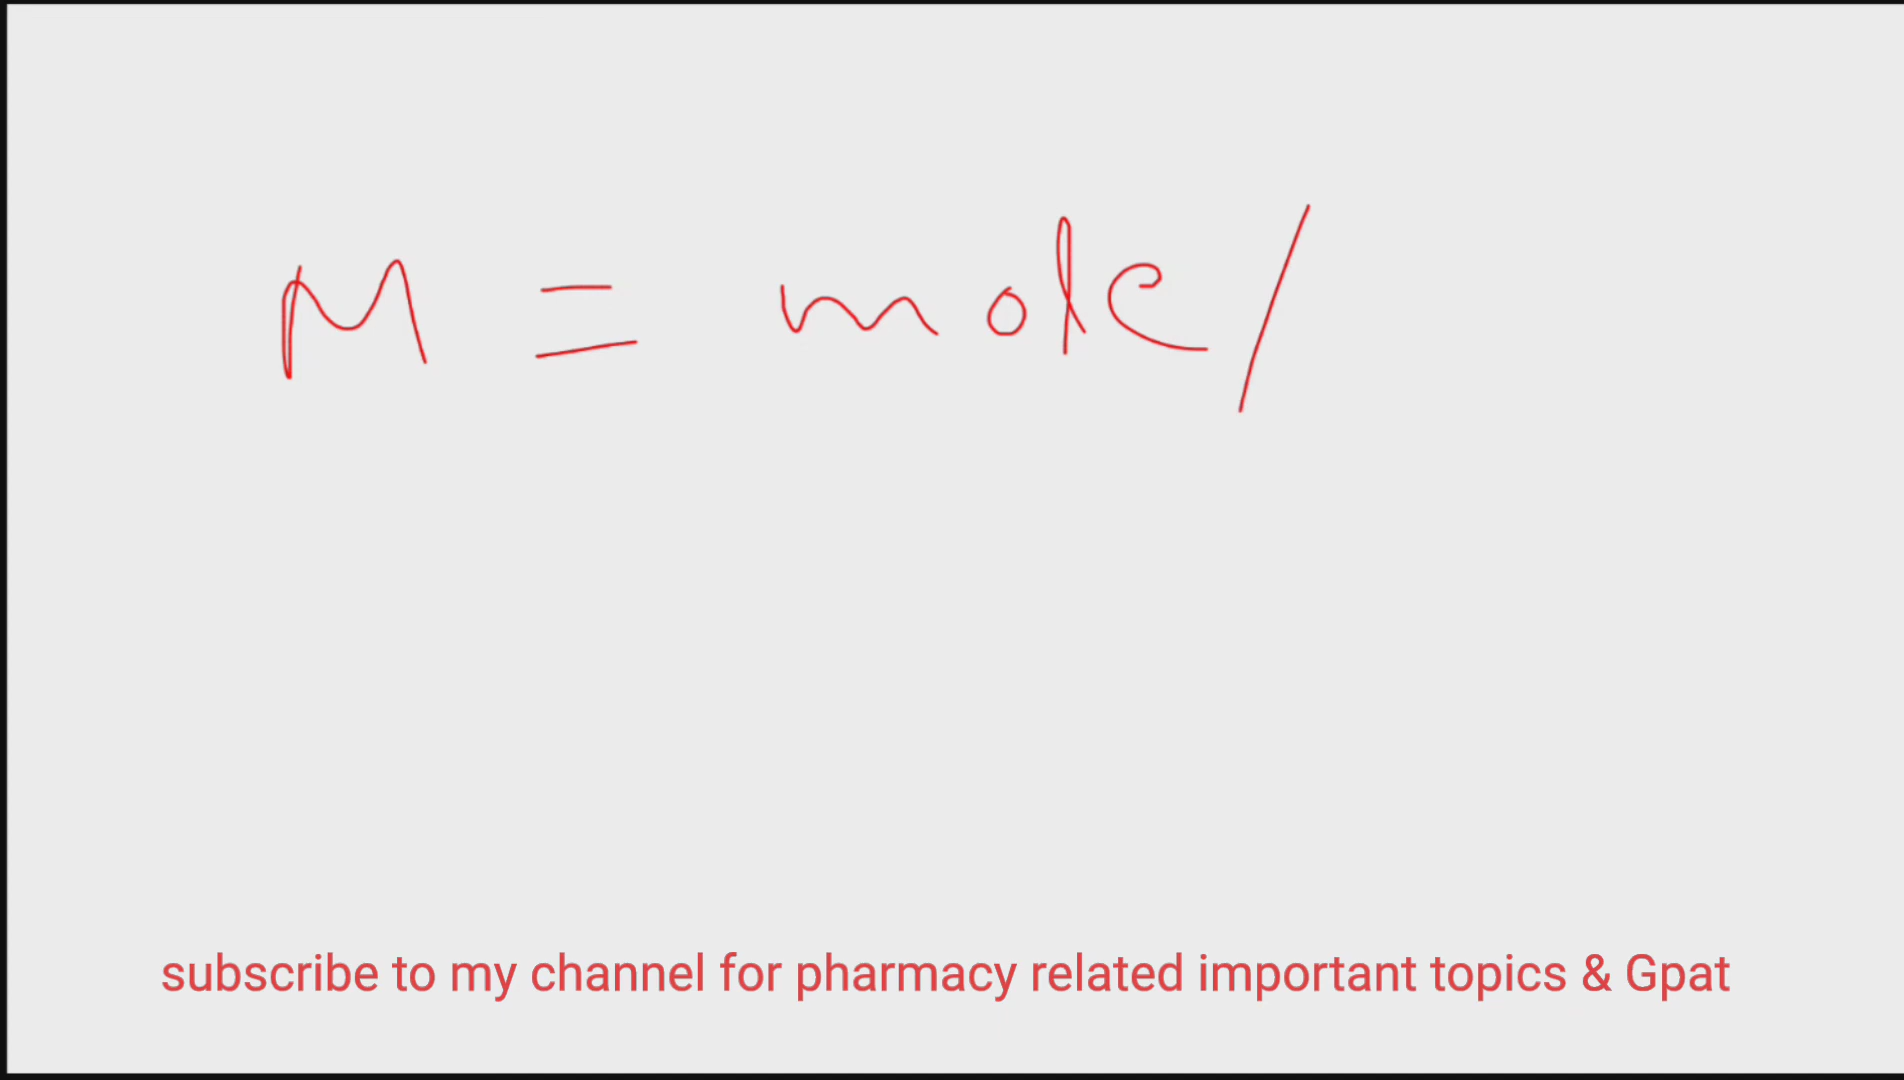 M = mole/
subscribe to my channel for pharmacy related important topics & Gpat